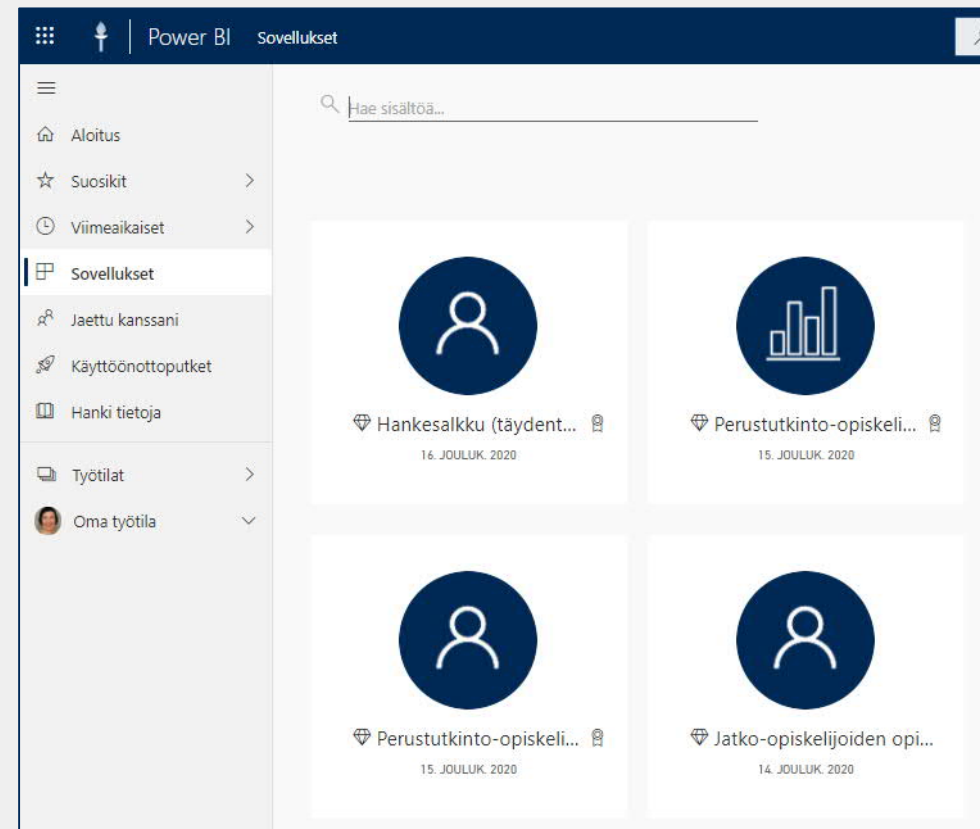 Power BI Sovellukset
Hae sisältöä...
Aloitus
Suosikit
Viimeaikaiset
Sovellukset
Jaettu kanssani
Käyttöönottoputket
Hanki tietoja
Työtilat
Oma työtila
Hankesalkku (täydent...
16. JOULUK. 2020
Perustutkinto-opiskeli...
15. JOULUK. 2020
Perustutkinto-opiskeli...
15. JOULUK. 2020
Jatko-opiskelijoiden opi...
14. JOULUK. 2020